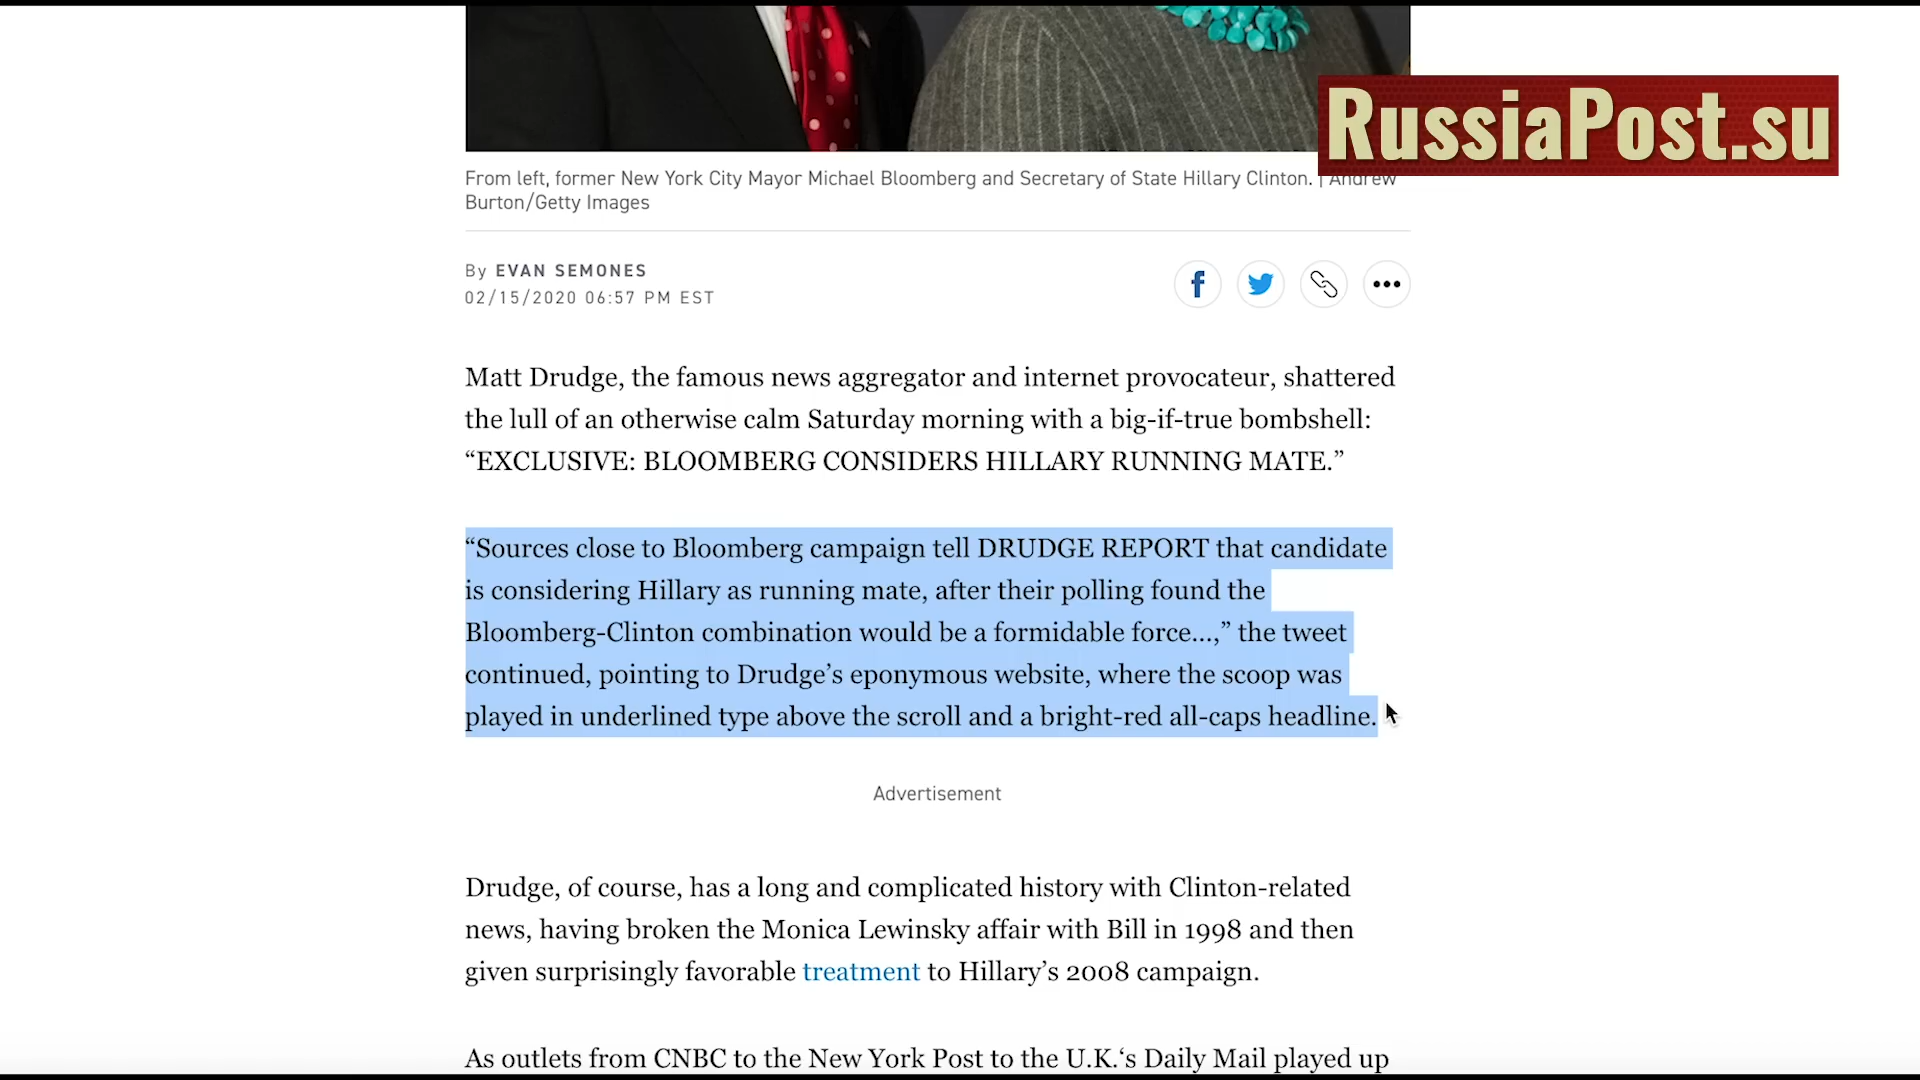 RussiaPost.su
From left, former New York City Mayor Michael Bloomberg and Secretary of State Hillary Clinton. | Andrew
Burton/Getty Images
By EVAN SEMONES
02/15/2020 06:57 PM EST
Matt Drudge, the famous news aggregator and internet provocateur, shattered
the lull of an otherwise calm Saturday morning with a big-if-true bombshell:
“EXCLUSIVE: BLOOMBERG CONSIDERS HILLARY RUNNING MATE.”
“Sources close to Bloomberg campaign tell DRUDGE REPORT that candidate
is considering Hillary as running mate, after their polling found the
Bloomberg-Clinton combination would be a formidable force...,” the tweet
continued, pointing to Drudge’s eponymous website, where the scoop was
played in underlined type above the scroll and a bright-red all-caps headline.
Advertisement
Drudge, of course, has a long and complicated history with Clinton-related
news, having broken the Monica Lewinsky affair with Bill in 1998 and then
given surprisingly favorable treatment to Hillary’s 2008 campaign.
As outlets from CNBC to the New York Post to the U.K.‘s Daily Mail played up